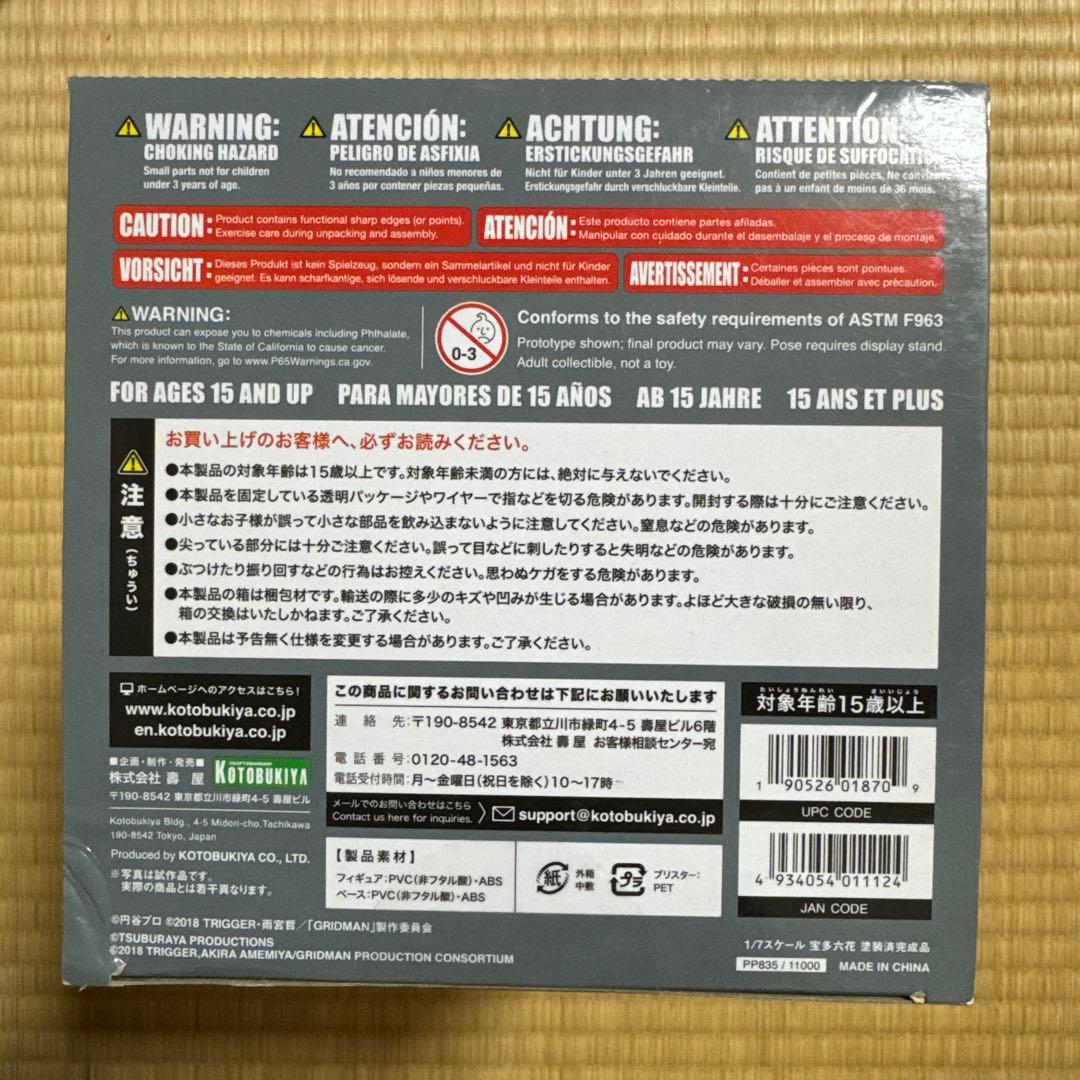 WARNING:
CHOKING HAZARD
Small parts not for children
under 3 years of age.
ATENCIÓN:
PELIGRO DE ASFIXIA
No recomendado a niños menores de
3 años por contener piezas pequeñas.
ACHTUNG:
ERSTICKUNGSGEFAHR
Nicht für Kinder unter 3 Jahren geeignet.
Erstickungsgefahr durch verschluckbare Kleinteile.
ATTENTION
RISQUE DE SUFFOCATION
Contient de petites pièces. Ne convient
pas à un enfant de moins de 36 mois.
CAUTION: Product contains functional sharp edges (or points).
Exercise care during unpacking and assembly.
ATENCIÓN: Este producto contiene partes afiladas.
Manipular con cuidado durante el desembalaje y el proceso de montaje.
VORSICHT: Dieses Produkt ist kein Spielzeug, sondern ein Sammelartikel und nicht für Kinder
geeignet. Es kann scharfkantige, sich lösende und verschluckbare Kleinteile enthalten.
AVERTISSEMENT: Certaines pièces sont pointues.
Déballer et assembler avec précaution.
WARNING:
This product can expose you to chemicals including Phthalate,
which is known to the State of California to cause cancer.
For more information, go to www.P65Warnings.ca.gov.
0-3
Conforms to the safety requirements of ASTM F963
Prototype shown; final product may vary. Pose requires display stand.
Adult collectible, not a toy.
FOR AGES 15 AND UP PARA MAYORES DE 15 AÑOS AB 15 JAHRE 15 ANS ET PLUS
注意(ちゅうい)
お買い上げのお客様へ、必ずお読みください。
●本製品の対象年齢は15歳以上です。対象年齢未満の方には、絶対に与えないでください。
●本製品を固定している透明パッケージやワイヤーで指などを切る危険があります。開封する際は十分にご注意ください。
●小さなお子様が誤って小さな部品を飲み込まないように注意してください。窒息などの危険があります。
●尖っている部分には十分ご注意ください。誤って目などに刺したりすると失明などの危険があります。
●ぶつけたり振り回すなどの行為はお控えください。思わぬケガをする危険があります。
●本製品の箱は梱包材です。輸送の際に多少のキズや凹みが生じる場合があります。よほど大きな破損の無い限り、
箱の交換はいたしかねます。ご了承ください。
●本製品は予告無く仕様を変更する場合があります。ご了承ください。
ホームページへのアクセスはこちら!
www.kotobukiya.co.jp
en.kotobukiya.co.jp
■企画・制作・発売■
株式会社 壽屋 KOTOBUKIYA
〒190-8542 東京都立川市緑町4-5 壽屋ビル
Kotobukiya Bldg., 4-5 Midori-cho,Tachikawa
190-8542 Tokyo, Japan
Produced by KOTOBUKIYA CO., LTD.
※写真は試作品です。
実際の商品とは若干異なります。
この商品に関するお問い合わせは下記にお願いいたします
連絡先:〒190-8542 東京都立川市緑町4-5 壽屋ビル6階
株式会社 壽屋 お客様相談センター宛
電話番号:0120-48-1563
電話受付時間:月〜金曜日(祝日を除く)10〜17時
メールでのお問い合わせはこちら
Contact us here for inquiries.
support@kotobukiya.co.jp
【製品素材】
フィギュア:PVC(非フタル酸)・ABS
ベース:PVC(非フタル酸)・ABS
紙 外箱
中敷
プラ ブリスター:
PET
たいしょうねんれい さいいじょう
対象年齢15歳以上
1 90526 01870 9
UPC CODE
4 934054 011124
JAN CODE
©円谷プロ ©2018 TRIGGER・雨宮哲/「GRIDMAN」製作委員会
©TSUBURAYA PRODUCTIONS
©2018 TRIGGER,AKIRA AMEMIYA/GRIDMAN PRODUCTION CONSORTIUM
1/7スケール 宝多六花 塗装済完成品
PP835 / 11000 MADE IN CHINA